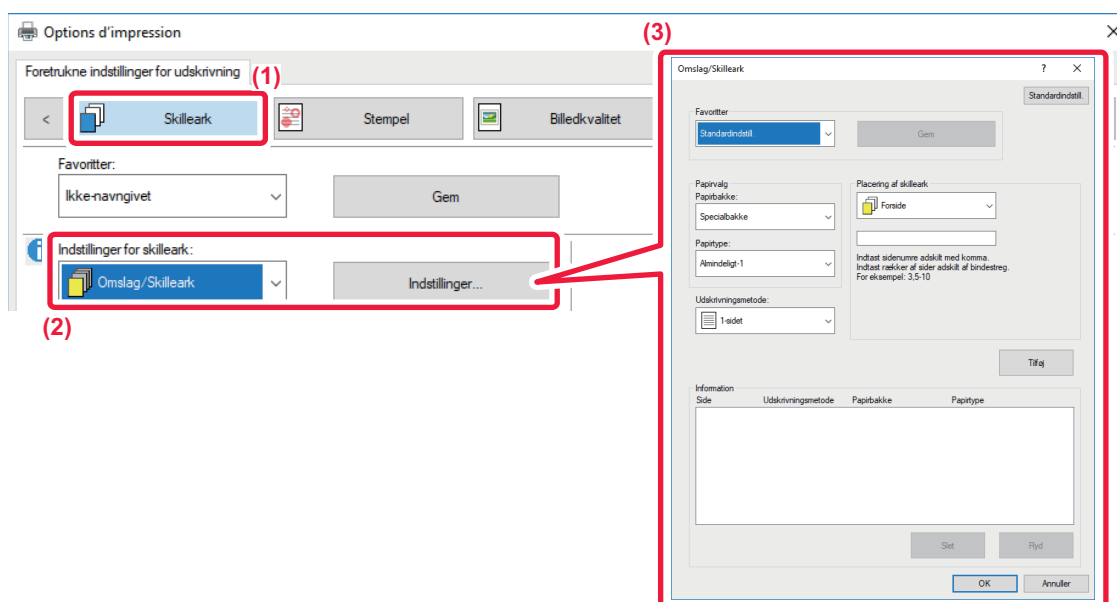 Options d'impression
Foretrukne indstillinger for udskrivning
(1)
<
Skilleark
Stempel
Billedkvalitet
Favoritter:
Ikke-navngivet
Gem
Indstillinger for skilleark:
Omslag/Skilleark
Indstillinger...
(2)
(3)
Omslag/Skilleark
?
Standardindstill.
Favoritter
Standardindstill
Gem
Papirvalg
Papirbakke:
Specialbakke
Papirtype:
Almindeligt-1
Udskrivningsmetode:
1-sidet
Placering af skilleark
Forside
Indtast sidenumre adskilt med komma.
Indtast rækker af sider adskilt af bindestreg.
For eksempel: 3,5-10
Tilføj
Information
Side Udskrivningsmetode Papirbakke Papirtype
Slet
Ryd
OK
Annuller